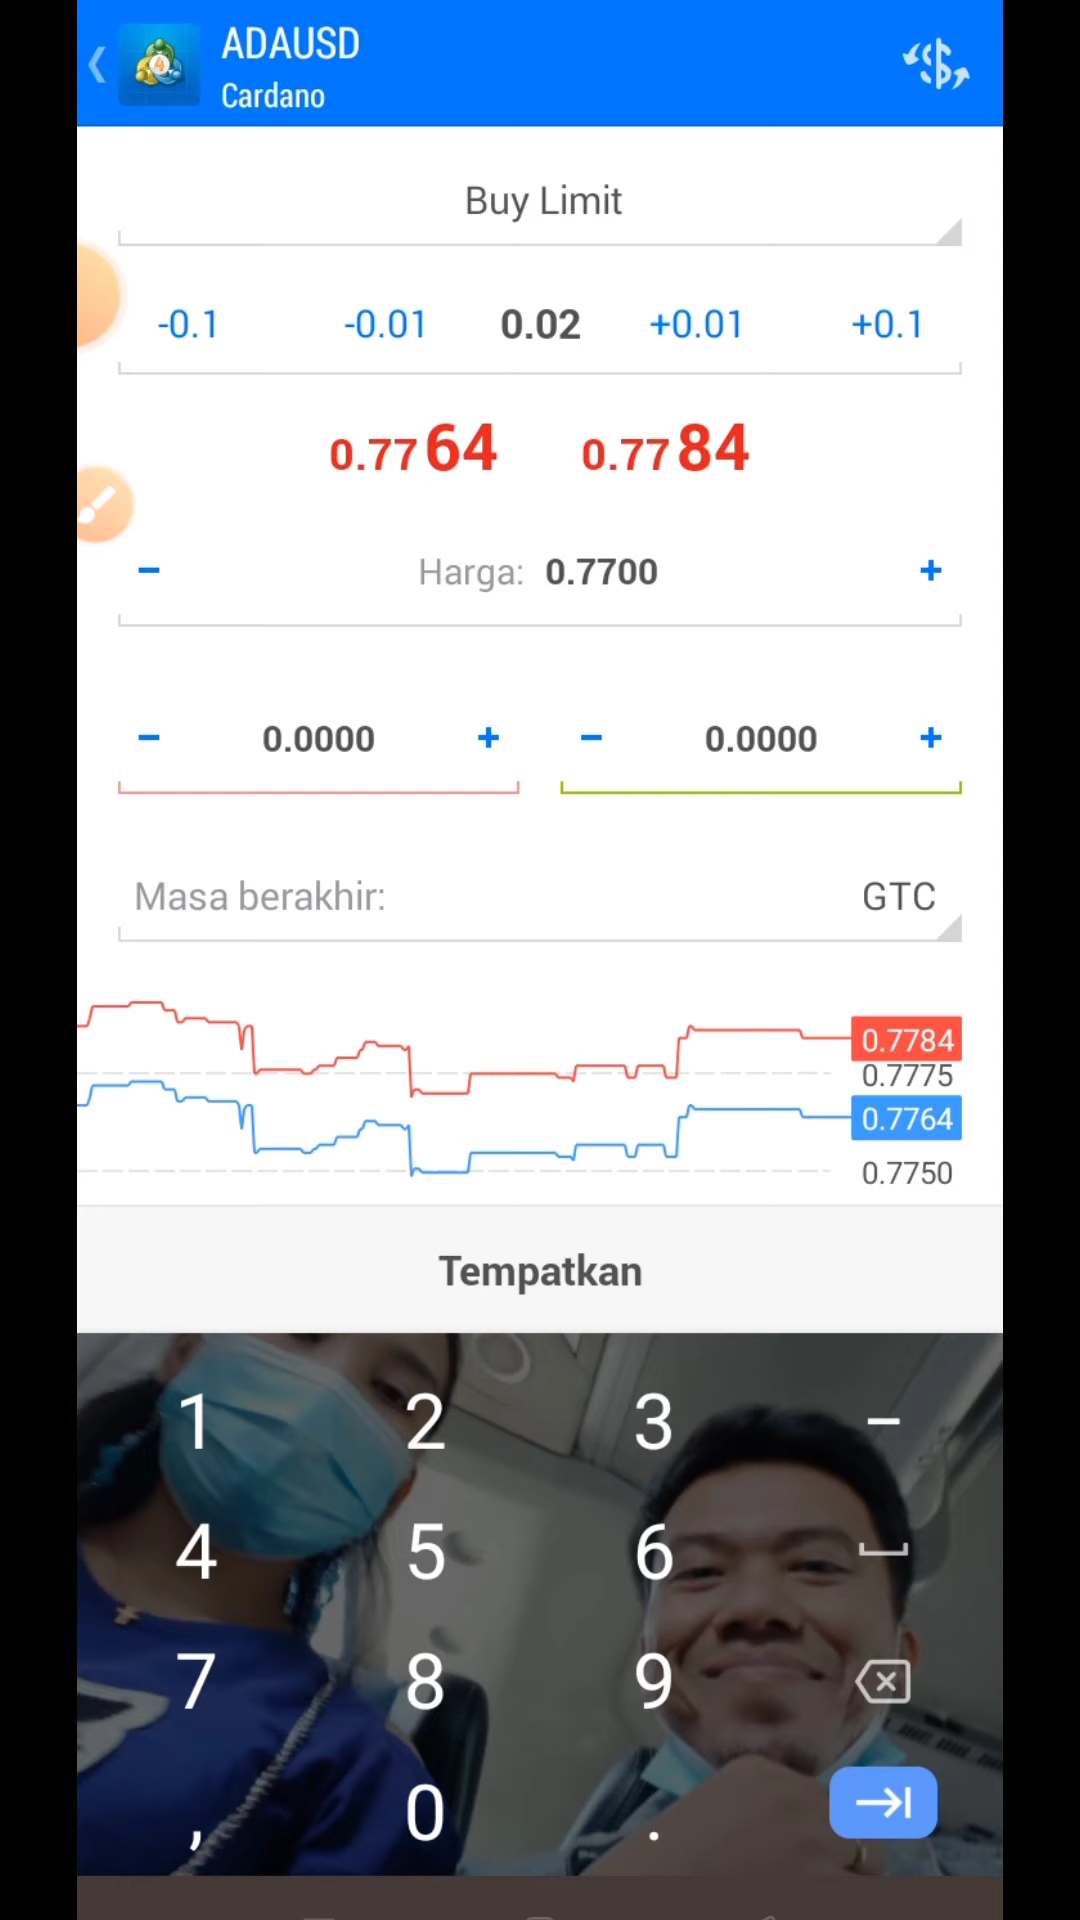 ADAUSD
Cardano
Buy Limit
-0.1 -0.01 0.02 +0.01 +0.1
0.7764 0.7784
− Harga: 0.7700 +
− 0.0000 + − 0.0000 +
Masa berakhir: GTC
0.7784
0.7775
0.7764
0.7750
Tempatkan
1 2 3 −
4 5 6
7 8 9
, 0 .